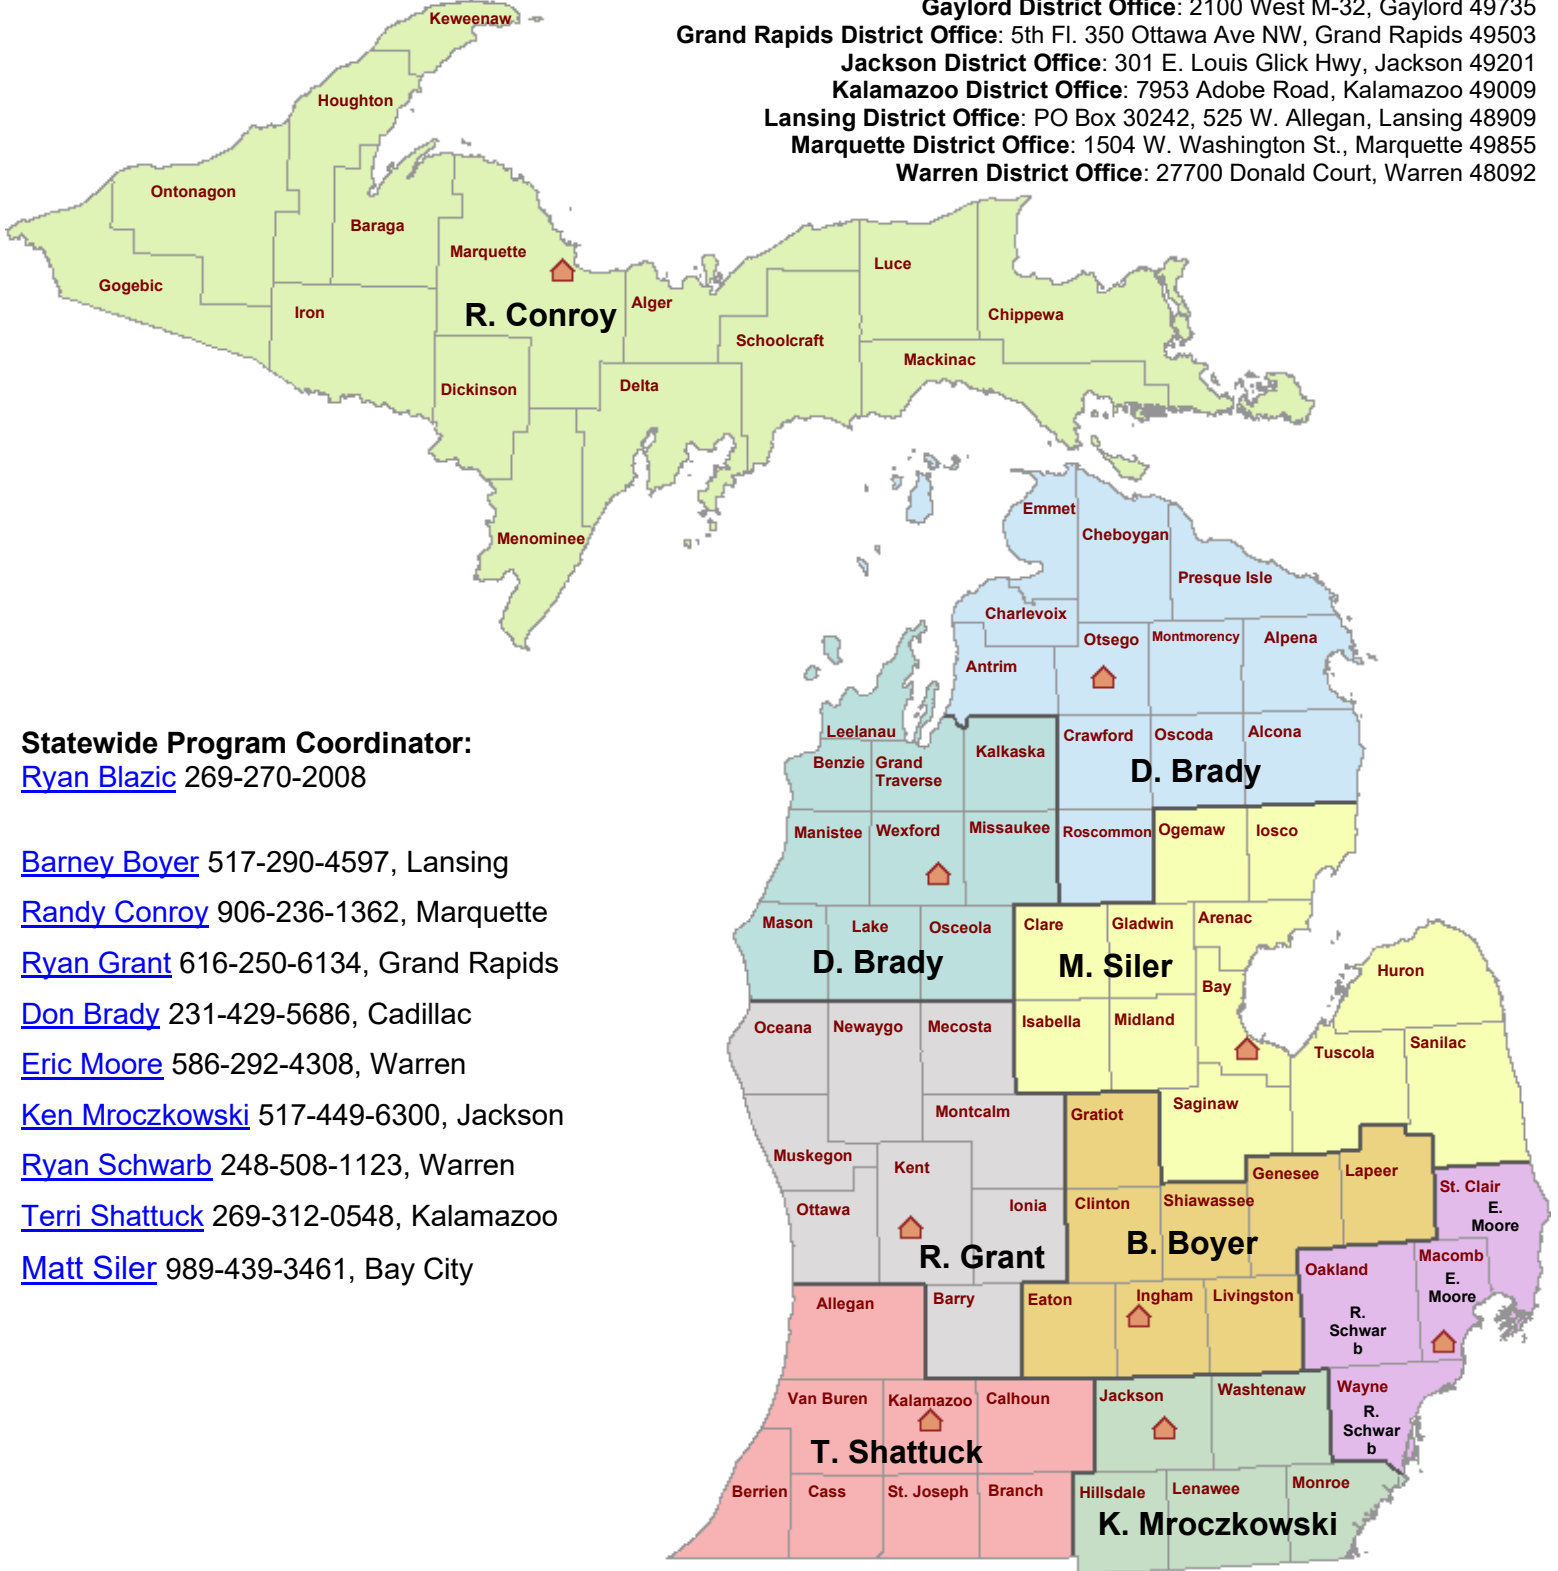 Gaylord District Office: 2100 West M-32, Gaylord 49735
Grand Rapids District Office: 5th Fl. 350 Ottawa Ave NW, Grand Rapids 49503
Jackson District Office: 301 E. Louis Glick Hwy, Jackson 49201
Kalamazoo District Office: 7953 Adobe Road, Kalamazoo 49009
Lansing District Office: PO Box 30242, 525 W. Allegan, Lansing 48909
Marquette District Office: 1504 W. Washington St., Marquette 49855
Warren District Office: 27700 Donald Court, Warren 48092
Keweenaw
Houghton
Ontonagon
Baraga
Marquette
Gogebic
Iron
R. Conroy
Alger
Luce
Chippewa
Schoolcraft
Mackinac
Dickinson
Delta
Menominee
Emmet
Cheboygan
Presque Isle
Charlevoix
Otsego
Montmorency
Alpena
Antrim
Crawford
Oscoda
Alcona
D. Brady
Roscommon
Leelanau
Benzie
Grand
Traverse
Kalkaska
Manistee
Wexford
Missaukee
Mason
Lake
Osceola
D. Brady
Ogemaw
Iosco
Clare
Gladwin
Arenac
M. Siler
Bay
Huron
Isabella
Midland
Tuscola
Sanilac
Saginaw
Oceana
Newaygo
Mecosta
Montcalm
Muskegon
Kent
Ottawa
Ionia
R. Grant
Barry
Gratiot
Clinton
Shiawassee
Genesee
Lapeer
B. Boyer
Eaton
Ingham
Livingston
St. Clair
E.
Moore
Macomb
E.
Moore
Oakland
R.
Schwar
b
Wayne
R.
Schwar
b
Allegan
Van Buren
Kalamazoo
Calhoun
T. Shattuck
Berrien
Cass
St. Joseph
Branch
Jackson
Washtenaw
Hillsdale
Lenawee
Monroe
K. Mroczkowski
Statewide Program Coordinator:
Ryan Blazic 269-270-2008
Barney Boyer 517-290-4597, Lansing
Randy Conroy 906-236-1362, Marquette
Ryan Grant 616-250-6134, Grand Rapids
Don Brady 231-429-5686, Cadillac
Eric Moore 586-292-4308, Warren
Ken Mroczkowski 517-449-6300, Jackson
Ryan Schwarb 248-508-1123, Warren
Terri Shattuck 269-312-0548, Kalamazoo
Matt Siler 989-439-3461, Bay City